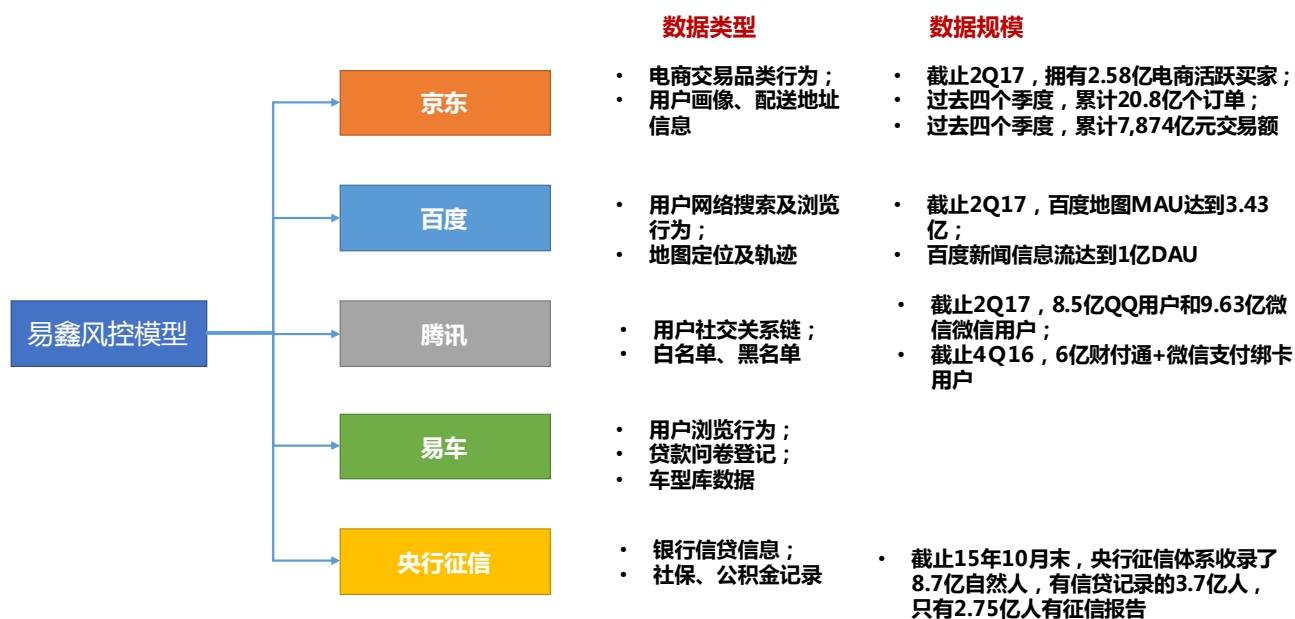 数据类型
数据规模
易鑫风控模型
京东
• 电商交易品类行为；
• 用户画像、配送地址
信息
• 截止2Q17，拥有2.58亿电商活跃买家；
• 过去四个季度，累计20.8亿个订单；
• 过去四个季度，累计7,874亿元交易额
百度
• 用户网络搜索及浏览
行为；
• 地图定位及轨迹
• 截止2Q17，百度地图MAU达到3.43
亿；
• 百度新闻信息流达到1亿DAU
腾讯
• 用户社交关系链；
• 白名单、黑名单
• 截止2Q17，8.5亿QQ用户和9.63亿微
信微信用户；
• 截止4Q16，6亿财付通+微信支付绑卡
用户
易车
• 用户浏览行为；
• 贷款问卷登记；
• 车型库数据
央行征信
• 银行信贷信息；
• 社保、公积金记录
• 截止15年10月末，央行征信体系收录了
8.7亿自然人，有信贷记录的3.7亿人，
只有2.75亿人有征信报告